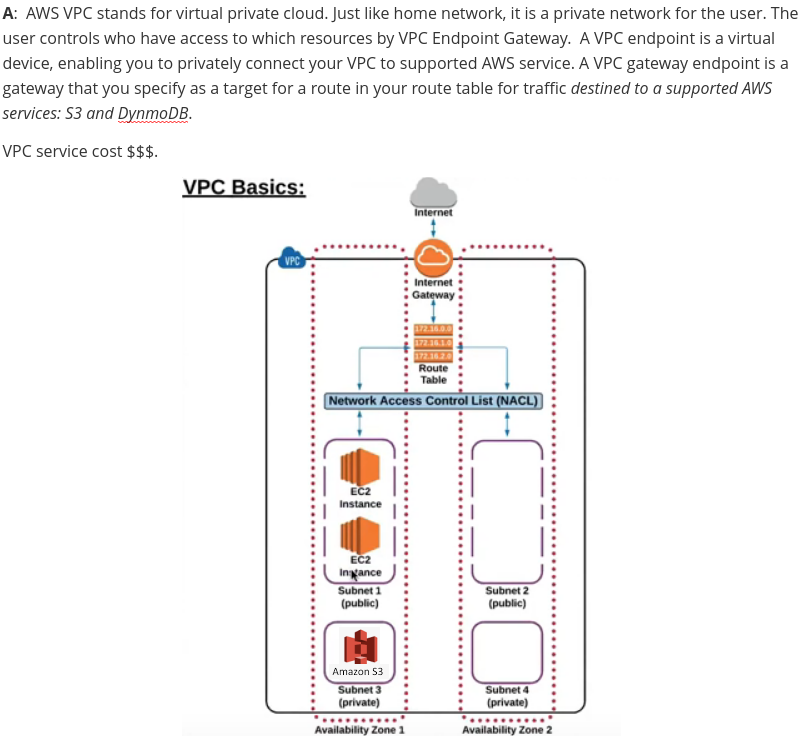 A:  AWS VPC stands for virtual private cloud. Just like home network, it is a private network for the user. The
user controls who have access to which resources by VPC Endpoint Gateway.  A VPC endpoint is a virtual
device, enabling you to privately connect your VPC to supported AWS service. A VPC gateway endpoint is a
gateway that you specify as a target for a route in your route table for traffic destined to a supported AWS
services: S3 and DynmoDB.
VPC service cost $$$.
VPC Basics:
Internet
VPC
Internet
Gateway
172.16.0.0
172.16.1.0
172.16.2.0
Route
Table
Network Access Control List (NACL)
EC2
Instance
EC2
Instance
Subnet 1
(public)
Subnet 2
(public)
Amazon S3
Subnet 3
(private)
Subnet 4
(private)
Availability Zone 1
Availability Zone 2